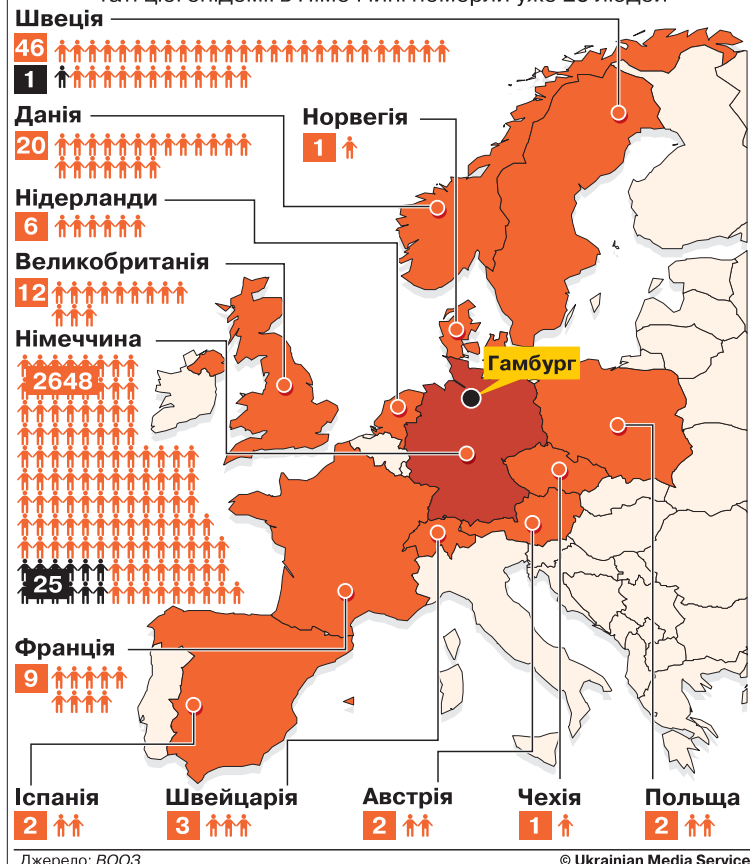 Швеція
46
1
Данія
20
Норвегія
1
Нідерланди
6
Великобританія
12
Німеччина
2648
Гамбург
25
Франція
9
Іспанія
2
Швейцарія
3
Австрія
2
Чехія
1
Польща
2
Джерело: ВООЗ
© Ukrainian Media Service